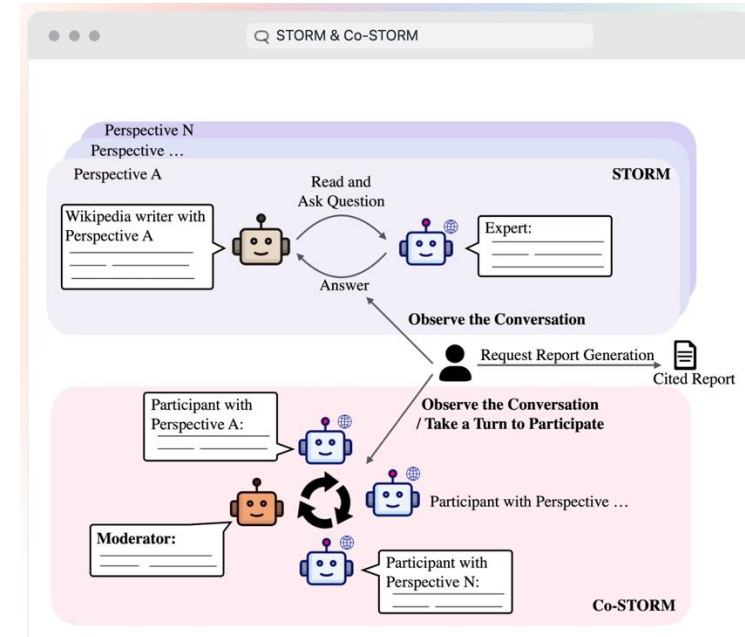 STORM & Co-STORM
Perspective N
Perspective …
Perspective A
STORM
Read and
Ask Question
Wikipedia writer with
Perspective A
Expert:
Answer
Observe the Conversation
Request Report Generation
Cited Report
Observe the Conversation
/ Take a Turn to Participate
Participant with
Perspective A:
Participant with Perspective …
Moderator:
Participant with
Perspective N:
Co-STORM